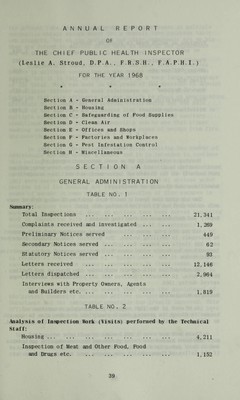 ANNUAL REPORT
OF
THE CHIEF PUBLIC HEALTH INSPECTOR
(Leslie A. Stroud, D.P.A., F.R.S.H., F.A.P.H.I.)
FOR THE YEAR 1968
* * * *
Section A - General Administration
Section B - Housing
Section C - Safeguarding of Food Supplies
Section D - Clean Air
Section E - Offices and Shops
Section F - Factories and Workplaces
Section G - Pest Infestation Control
Section H - Miscellaneous
SECTION A
GENERAL ADMINISTRATION
TABLE NO. 1
Summary:
Total Inspections ... ... ... ... ... 21,341
Complaints received and investigated ... ... 1,269
Preliminary Notices served ... ... ... 449
Secondary Notices served ... ... ... ... 62
Statutory Notices served ... ... ... ... 93
Letters received ... ... ... ... ... 12,146
Letters dispatched ... ... ... ... ... 2,964
Interviews with Property Owners, Agents
and Builders etc. ... ... ... ... ... 1,819
TABLE NO. 2
Analysis of Inspection Work (Visits) performed by the Technical
Staff:
Housing ... ... ... ... ... ... 4,211
Inspection of Meat and Other Food, Food
and Drugs etc. ... ... ... ... 1,152
39.